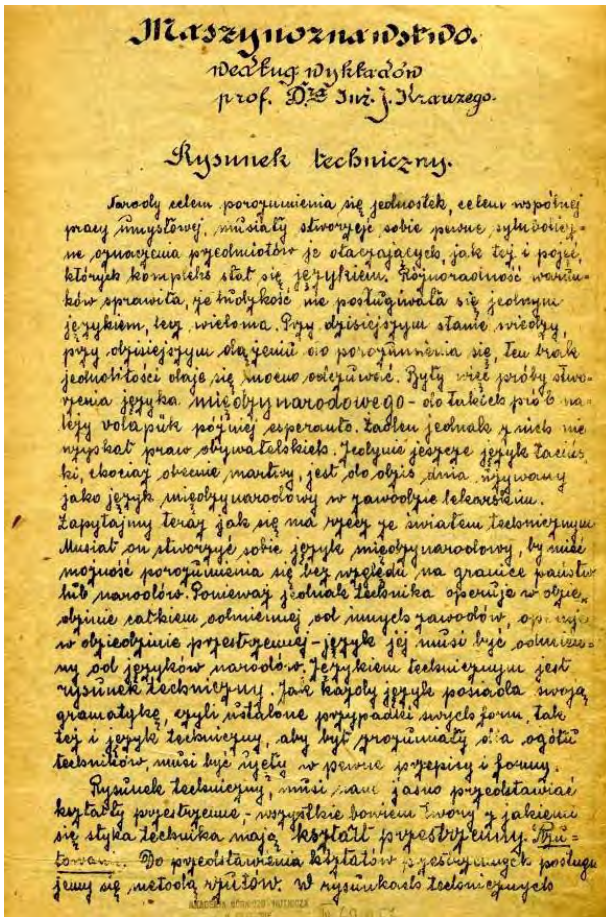 Maszynoznawstwo.
według wykładów
prof. Dra Inż. J. Krauzego.
Rysunek techniczny.
Narody celem porozumienia się jednostek, celem wspólnej
pracy umysłowej, musiały stworzyć sobie pewne symbolicz-
ne oznaczenia przedmiotów je otaczających, jak też i pojęć,
których kompleks stał się językiem. Różnorodność warun-
ków sprawiła, że ludzkość nie posługiwała się jednym
językiem, lecz wieloma. Przy dzisiejszym stanie wiedzy,
przy dzisiejszym dążeniu do porozumienia się, ten brak
jednolitości daje się mocno odczuwać. Były więc próby stwo-
rzenia języka międzynarodowego - do takich prób na-
leży volapük później esperanto. Żaden jednak z nich nie
uzyskał praw obywatelskich. Jedynie jeszcze język łaciń-
ski, chociaż obecnie martwy, jest do dziś dnia używany
jako język międzynarodowy w zawodzie lekarskim.
Zapytajmy teraz jak się ma rzecz ze światem technicznym
Musiał on stworzyć sobie język międzynarodowy, by mieć
możność porozumienia się bez względu na granice państw
lub narodów. Ponieważ jednak technika operuje w dzie-
dzinie całkiem odmiennej od innych zawodów, operuje
w dziedzinie przestrzennej - język jej musi być odmien-
ny od języków narodów. Językiem technicznym jest
rysunek techniczny. Jak każdy język posiada swoją
gramatykę, czyli ustalone przypadki swych form, tak
też i język techniczny, aby był zrozumiały dla ogółu
techników, musi być ujęty w pewne przepisy i formy.
Rysunek techniczny, musi nam jasno przedstawiać
kształty przestrzenne - wszystkie bowiem twory z jakiemi
się styka technika mają kształt przestrzenny. Rzu-
towanie. Do przedstawienia kształtów przestrzennych posługu
jemy się metodą rzutów. W rysunkach technicznych
AKADEMIA GÓRNICZO-HUTNICZA